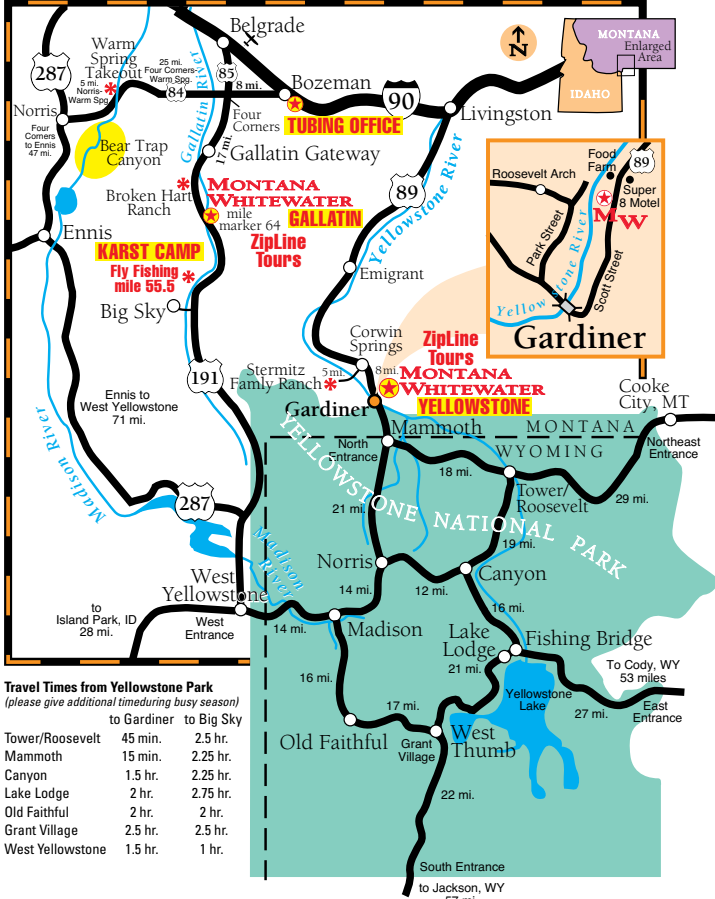 Belgrade
N
MONTANA
Enlarged
Area
IDAHO
Warm
Spring
Takeout
287
5 mi.
Norris-
Warm Spg.
25 mi.
Four Corners-
Warm Spg.
84
85
8 mi.
Bozeman
90
TUBING OFFICE
Livingston
Norris
Four
Corners
to Ennis
47 mi.
Four
Corners
17 mi.
Gallatin River
Bear Trap
Canyon
Gallatin Gateway
Broken Hart
Ranch
MONTANA
WHITEWATER
mile
marker 64
GALLATIN
ZipLine
Tours
89
Yellowstone River
Food
Farm
89
Roosevelt Arch
Super
8 Motel
M W
Park Street
Yellow stone River
Scott Street
Gardiner
Ennis
KARST CAMP
Fly Fishing
mile 55.5
Emigrant
Big Sky
Corwin
Springs
ZipLine
Tours
191
Stermitz
Famly Ranch
5 mi.
8mi.
MONTANA
WHITEWATER
YELLOWSTONE
Gardiner
Cooke
City, MT
Ennis to
West Yellowstone
71 mi.
Madison River
Mammoth
MONTANA
North
Entrance
WYOMING
Northeast
Entrance
18 mi.
Tower/
Roosevelt
29 mi.
YELLOWSTONE NATIONAL PARK
287
21 mi.
19 mi.
Madison
River
Norris
Canyon
14 mi.
12 mi.
West
Yellowstone
16 mi.
to
Island Park, ID
28 mi.
West
Entrance
14 mi.
Madison
Lake
Lodge
Fishing Bridge
21 mi.
To Cody, WY
53 miles
16 mi.
Yellowstone
Lake
27 mi.
East
Entrance
17 mi.
Old Faithful
Grant
Village
West
Thumb
22 mi.
South Entrance
to Jackson, WY
57 mi.
Travel Times from Yellowstone Park
(please give additional timeduring busy season)
to Gardiner to Big Sky
Tower/Roosevelt 45 min. 2.5 hr.
Mammoth 15 min. 2.25 hr.
Canyon 1.5 hr. 2.25 hr.
Lake Lodge 2 hr. 2.75 hr.
Old Faithful 2 hr. 2 hr.
Grant Village 2.5 hr. 2.5 hr.
West Yellowstone 1.5 hr. 1 hr.